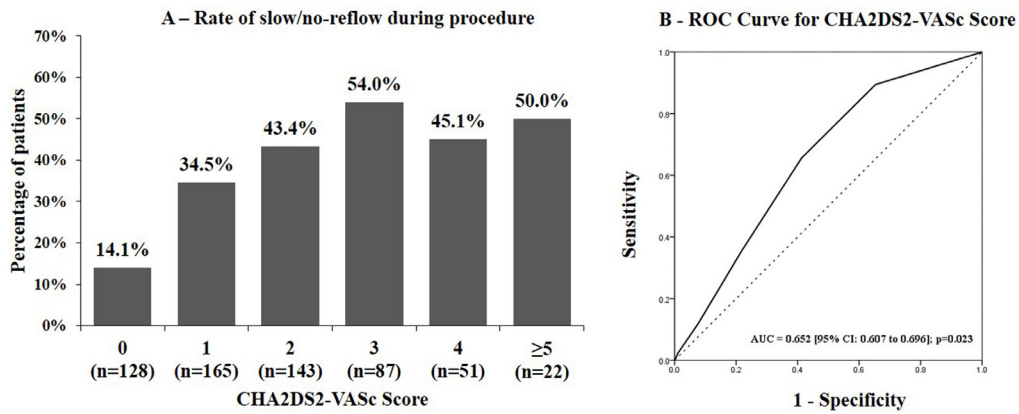 A – Rate of slow/no-reflow during procedure
70%
60%
50%
40%
30%
20%
10%
0%
Percentage of patients
14.1%
34.5%
43.4%
54.0%
45.1%
50.0%
0 1 2 3 4 ≥5
(n=128) (n=165) (n=143) (n=87) (n=51) (n=22)
CHA2DS2-VASc Score
B - ROC Curve for CHA2DS2-VASc Score
1.0
0.8
0.6
0.4
0.2
0.0
Sensitivity
AUC = 0.652 [95% CI: 0.607 to 0.696]; p=0.023
0.0 0.2 0.4 0.6 0.8 1.0
1 - Specificity